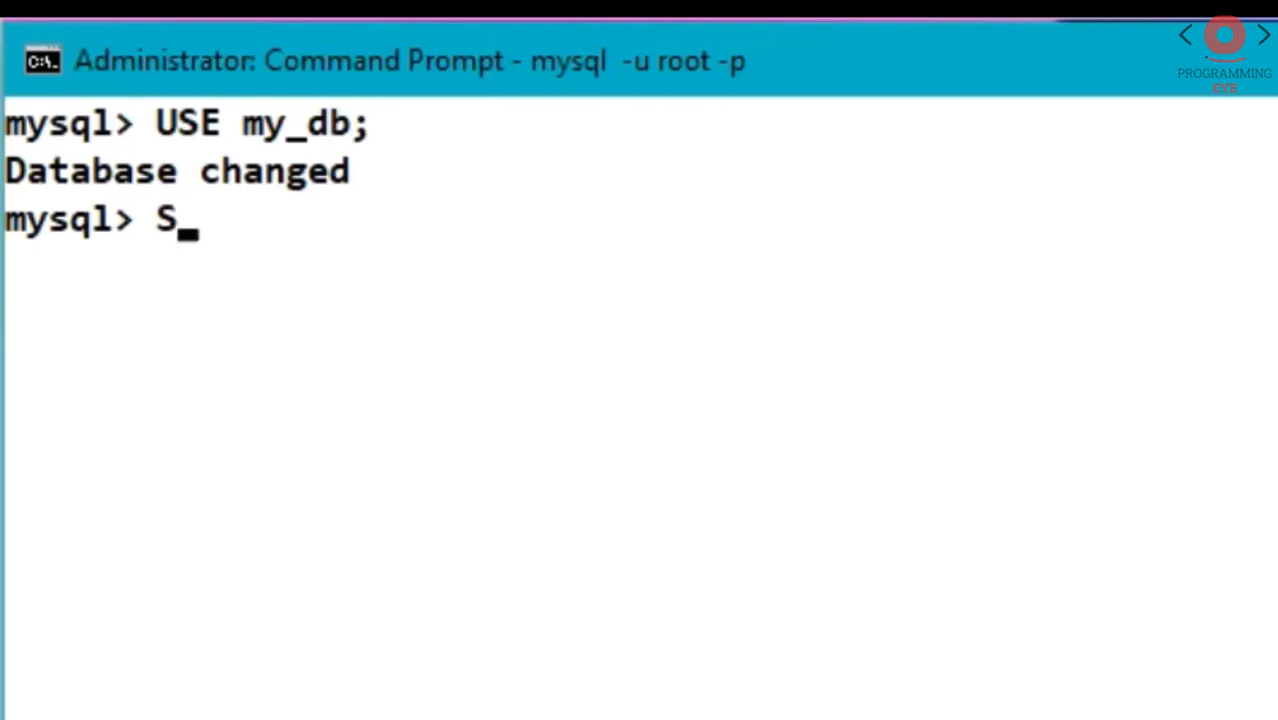 Administrator: Command Prompt - mysql  -u root -p
PROGRAMMING
EYE
mysql> USE my_db;
Database changed
mysql> S